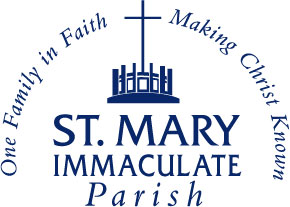 One Family in Faith
Making Christ Known
ST. MARY
IMMACULATE
Parish